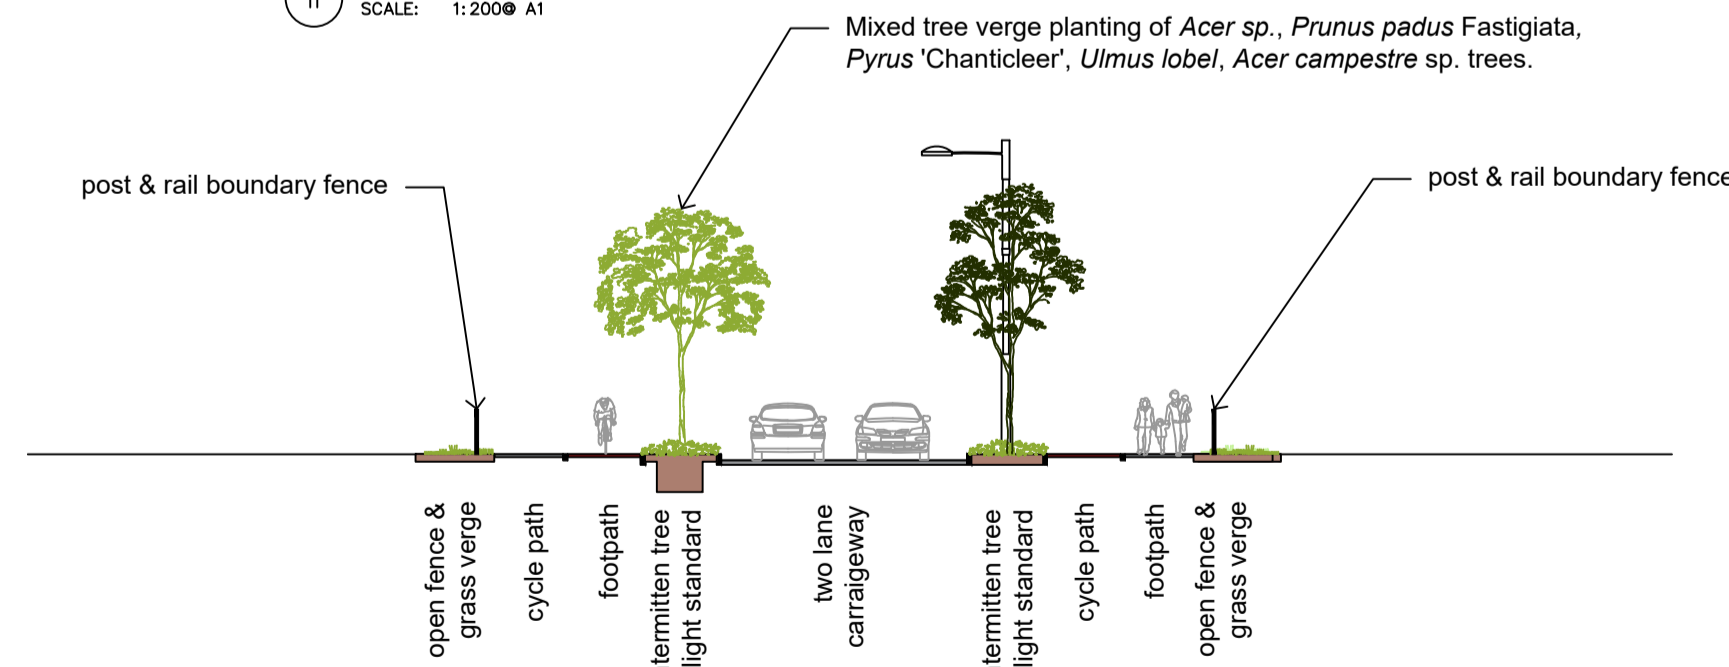 SCALE: 1:200@ A1
Mixed tree verge planting of Acer sp., Prunus padus Fastigiata,
Pyrus 'Chanticleer', Ulmus lobel, Acer campestre sp. trees.
post & rail boundary fence
post & rail boundary fence
open fence &
grass verge
cycle path
footpath
termitten tree
light standard
two lane
carraigeway
termitten tree
light standard
cycle path
footpath
open fence &
grass verge